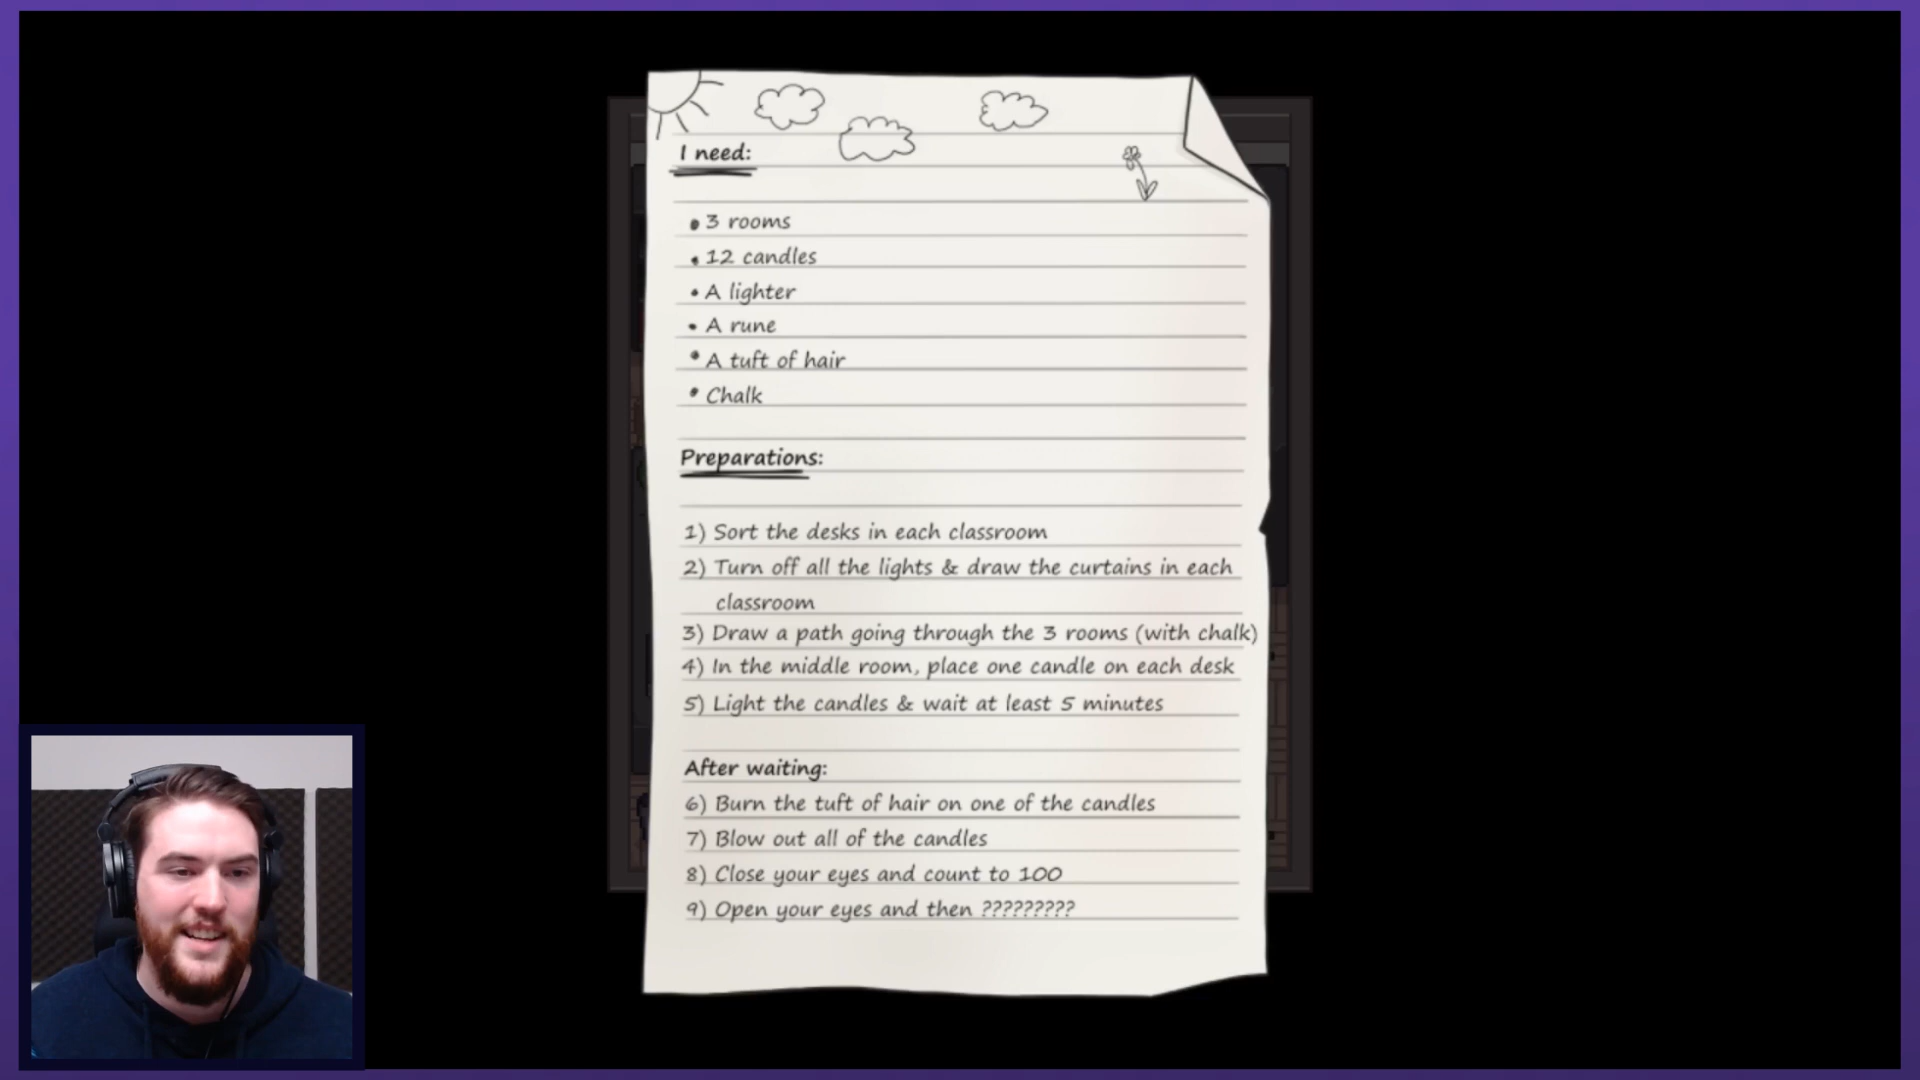 I need:
• 3 rooms
• 12 candles
• A lighter
• A rune
• A tuft of hair
• Chalk
Preparations:
1) Sort the desks in each classroom
2) Turn off all the lights & draw the curtains in each
classroom
3) Draw a path going through the 3 rooms (with chalk)
4) In the middle room, place one candle on each desk
5) Light the candles & wait at least 5 minutes
After waiting:
6) Burn the tuft of hair on one of the candles
7) Blow out all of the candles
8) Close your eyes and count to 100
9) Open your eyes and then ?????????